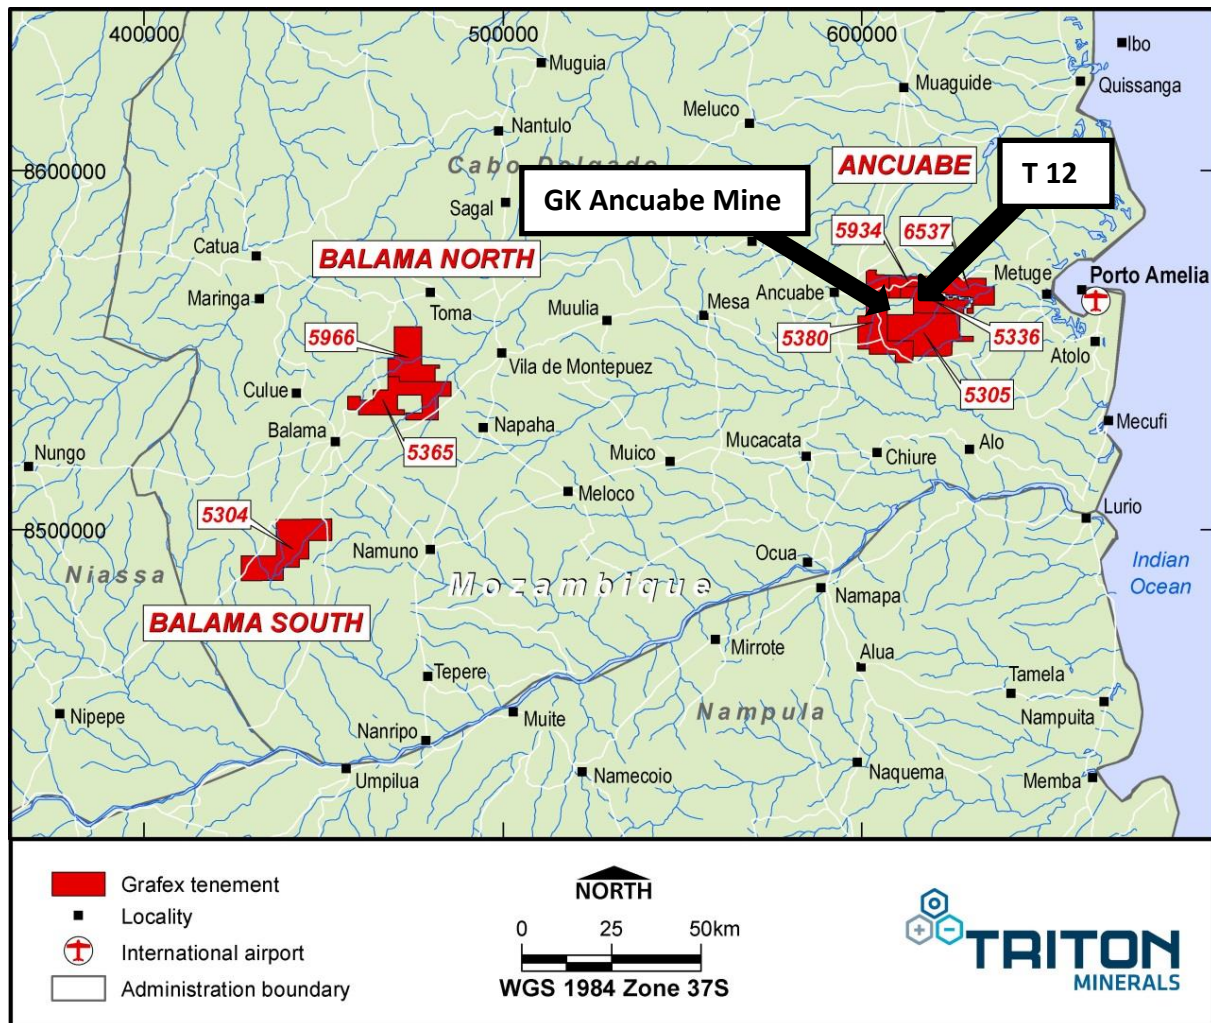 400000
500000
600000
Ibo
Muguia
Muaguide
Quissanga
Meluco
Nantulo
Cabo Delgado
8600000
ANCUABE
T 12
GK Ancuabe Mine
Sagal
5934
6537
Catua
BALAMA NORTH
Metuge
Porto Amelia
Maringa
Toma
Muulia
Mesa
Ancuabe
5966
5380
5336
Atolo
Vila de Montepuez
Culue
5305
Balama
Napaha
Mecufi
5365
Mucacata
Alo
Nungo
Muico
Chiure
Meloco
Lurio
5304
8500000
Namuno
Ocua
Indian
Ocean
Niassa
Mozambique
Namapa
BALAMA SOUTH
Mirrote
Alua
Tepere
Tamela
Nipepe
Muite
Nampula
Nampuita
Nanripo
Umpilua
Namecoio
Naquema
Memba
Grafex tenement
Locality
International airport
Administration boundary
NORTH
0 25 50km
WGS 1984 Zone 37S
TRITON
MINERALS